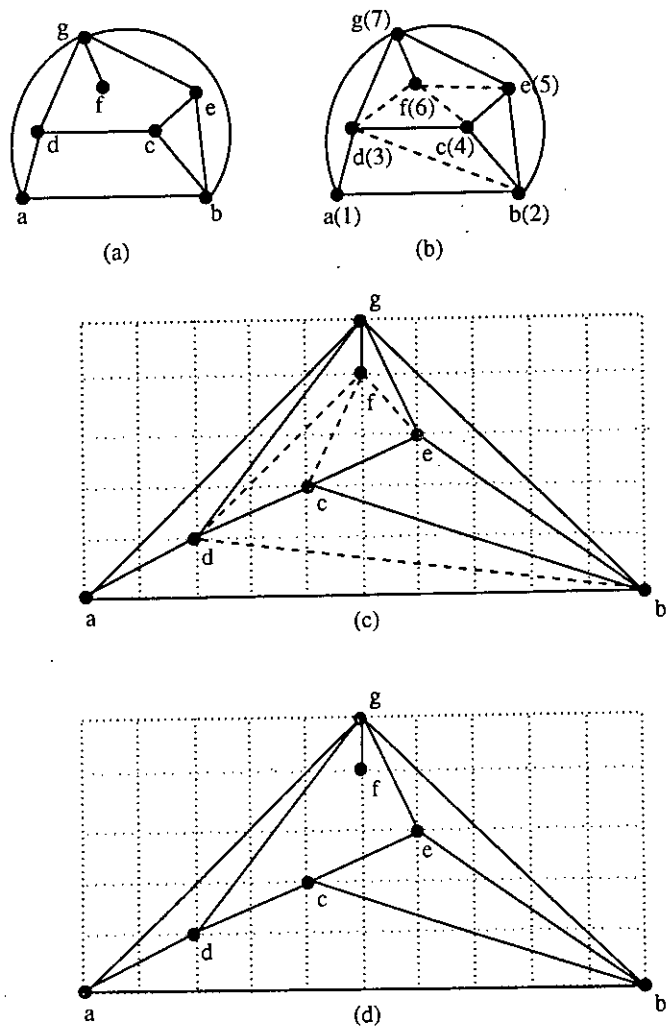 g
f
e
d
c
a
b
(a)
g(7)
e(5)
f(6)
d(3)
c(4)
a(1)
b(2)
(b)
g
f
e
c
d
a
(c)
b
g
f
e
c
d
a
(d)
b